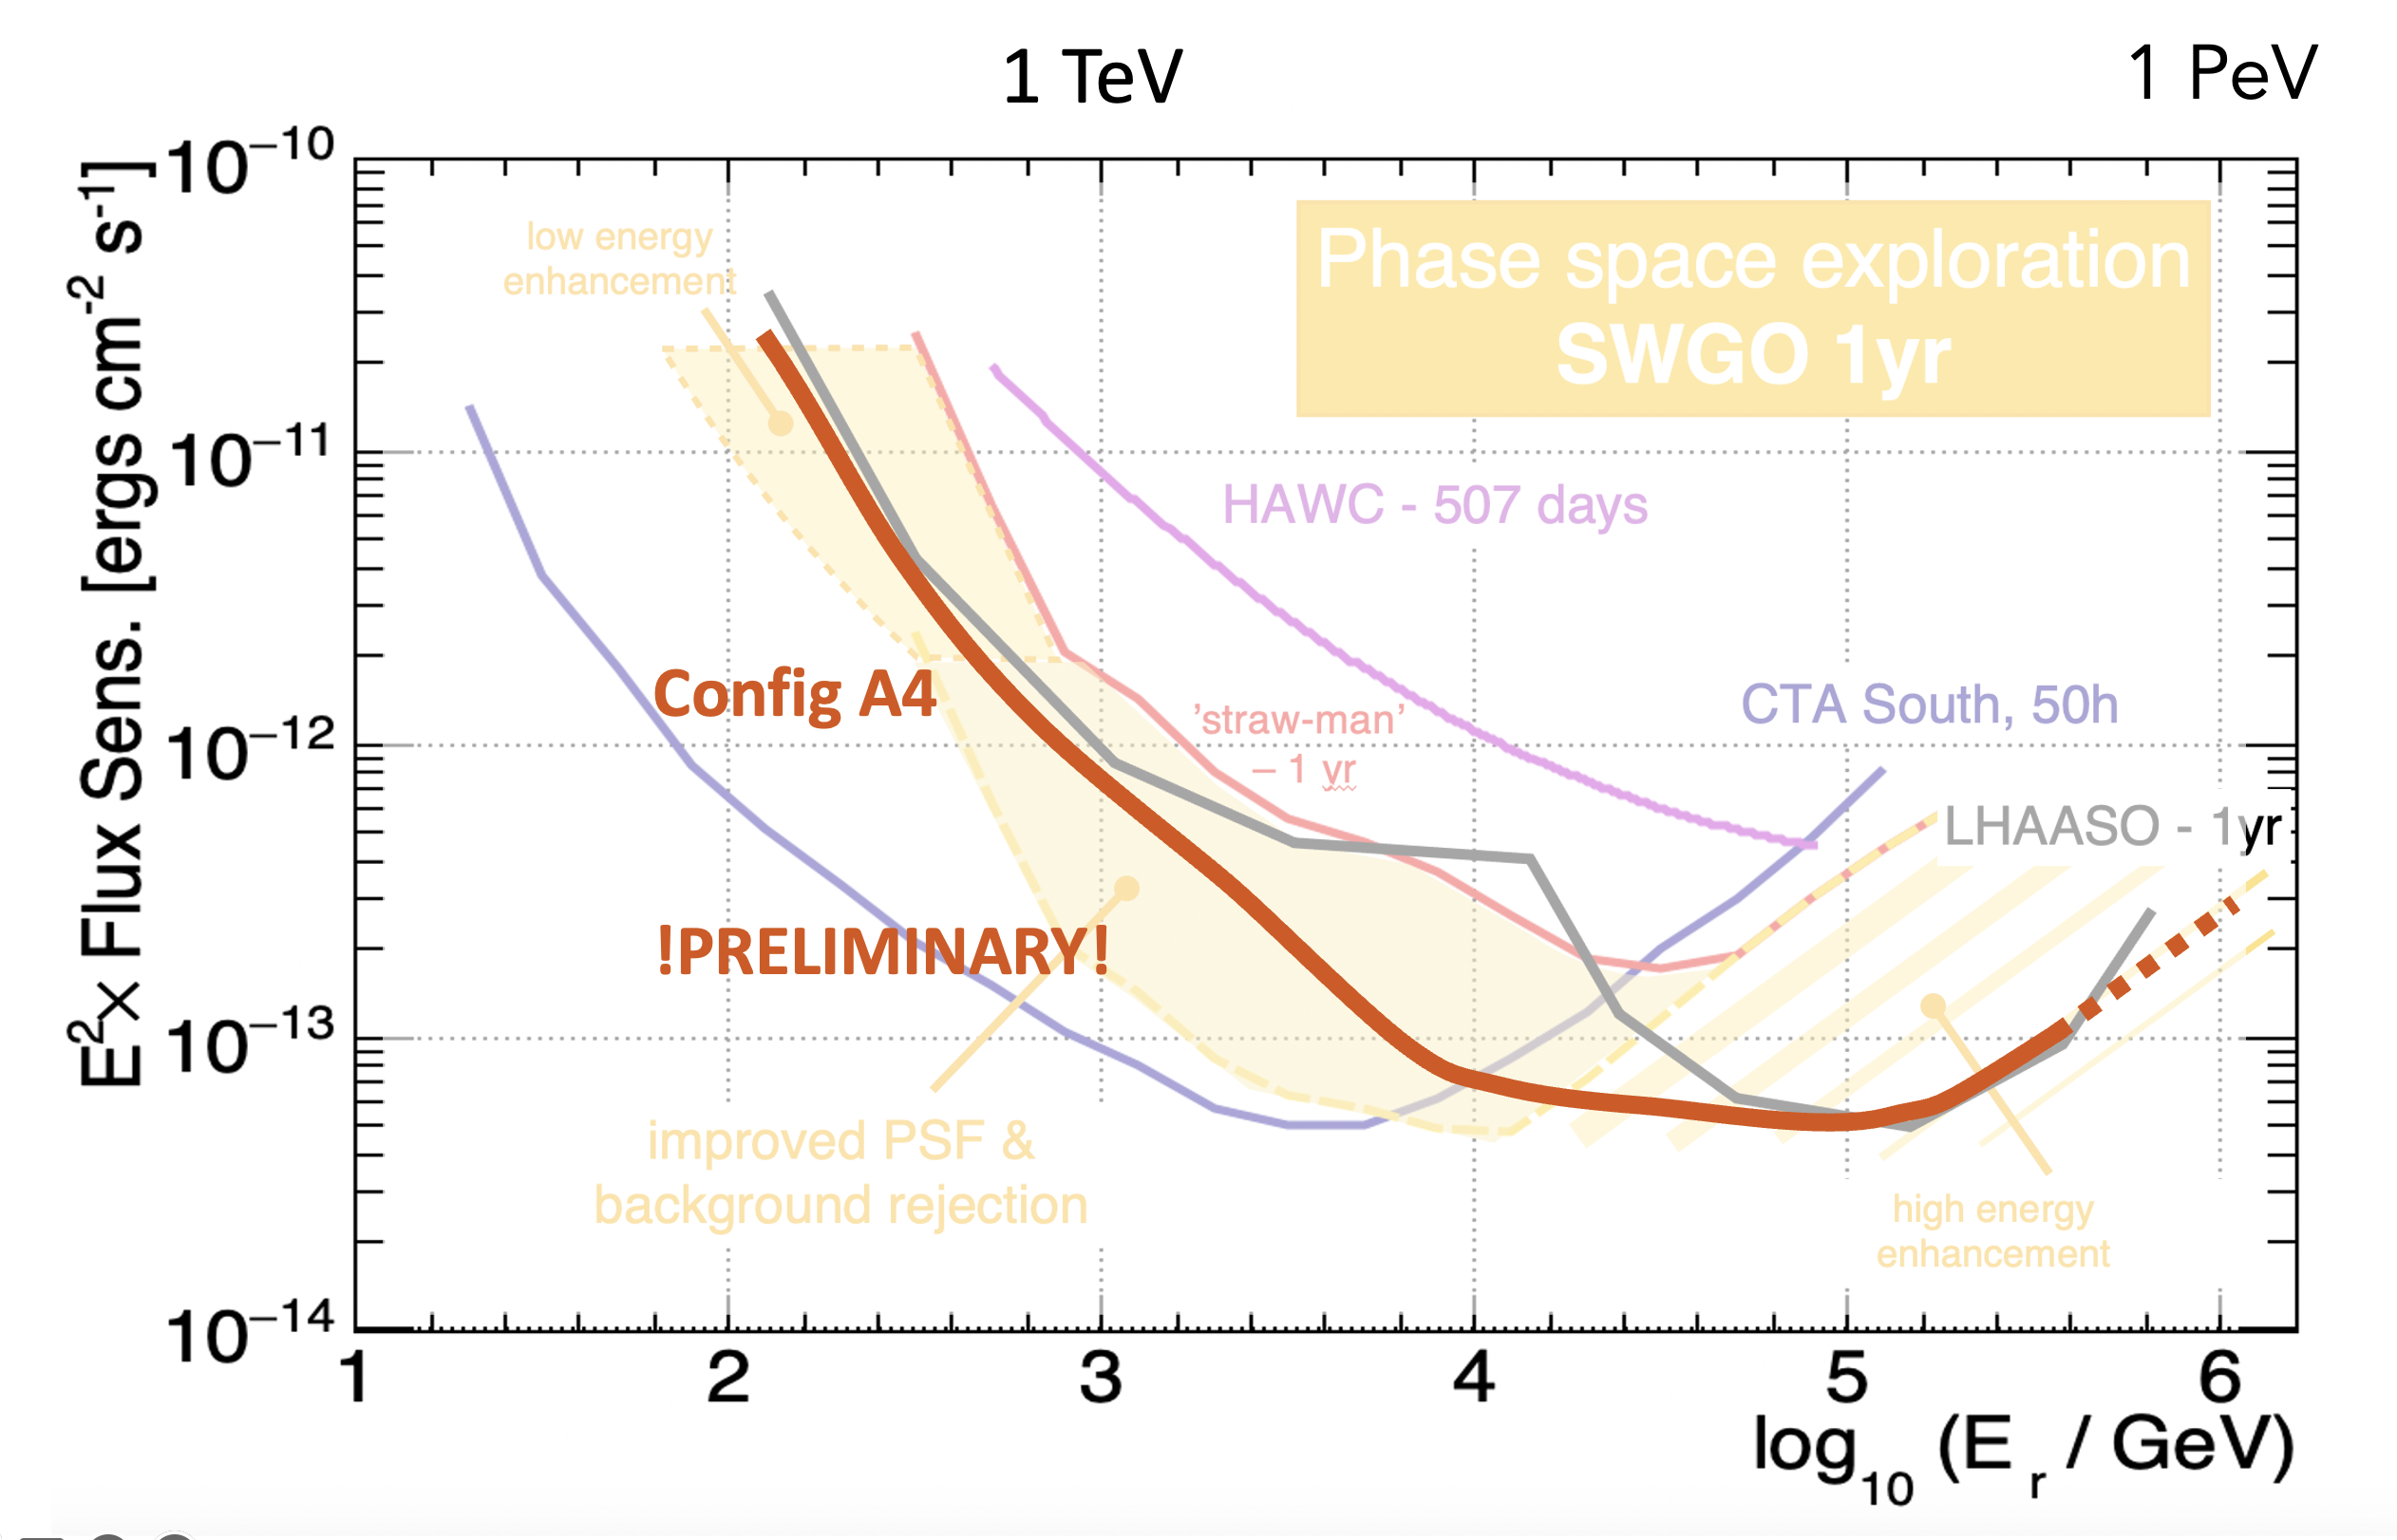 1 TeV
1 PeV
E²× Flux Sens. [ergs cm⁻² s⁻¹]
10⁻¹⁰
10⁻¹¹
10⁻¹²
10⁻¹³
10⁻¹⁴
low energy
enhancement
Phase space exploration
SWGO 1yr
HAWC - 507 days
Config A4
'straw-man'
– 1 yr
CTA South, 50h
LHAASO - 1yr
!PRELIMINARY!
improved PSF &
background rejection
high energy
enhancement
1 2 3 4 5 6
log₁₀ (E r / GeV)